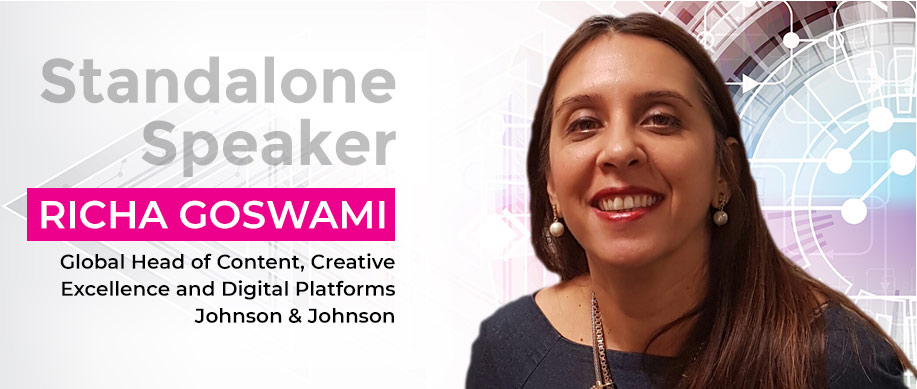 Standalone
Speaker
RICHA GOSWAMI
Global Head of Content, Creative
Excellence and Digital Platforms
Johnson & Johnson